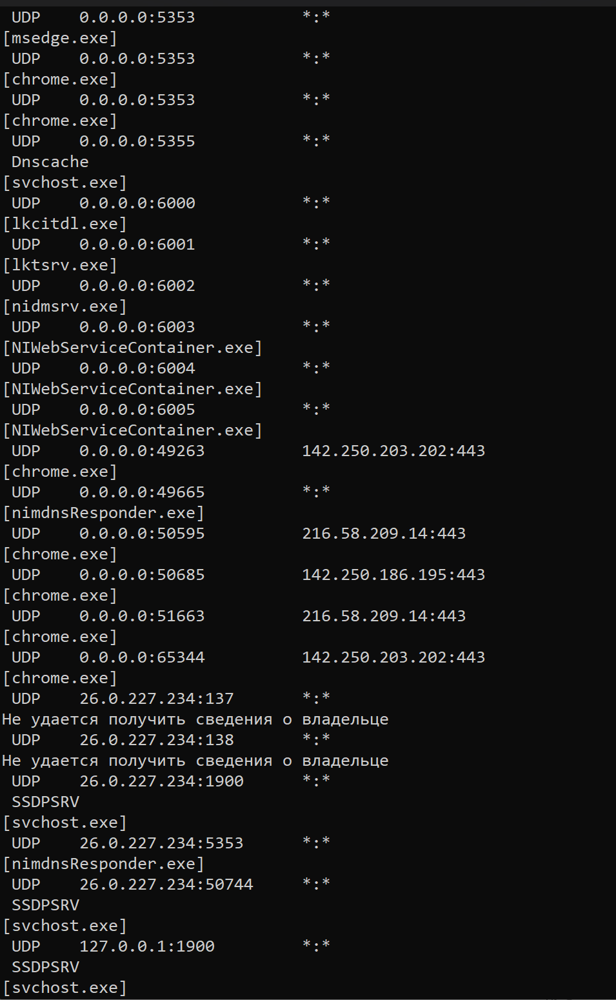 UDP 0.0.0.0:5353 *:*
[msedge.exe]
UDP 0.0.0.0:5353 *:*
[chrome.exe]
UDP 0.0.0.0:5353 *:*
[chrome.exe]
UDP 0.0.0.0:5355 *:*
Dnscache
[svchost.exe]
UDP 0.0.0.0:6000 *:*
[lkcitdl.exe]
UDP 0.0.0.0:6001 *:*
[lktsrv.exe]
UDP 0.0.0.0:6002 *:*
[nidmsrv.exe]
UDP 0.0.0.0:6003 *:*
[NIWebServiceContainer.exe]
UDP 0.0.0.0:6004 *:*
[NIWebServiceContainer.exe]
UDP 0.0.0.0:6005 *:*
[NIWebServiceContainer.exe]
UDP 0.0.0.0:49263 142.250.203.202:443
[chrome.exe]
UDP 0.0.0.0:49665 *:*
[nimdnsResponder.exe]
UDP 0.0.0.0:50595 216.58.209.14:443
[chrome.exe]
UDP 0.0.0.0:50685 142.250.186.195:443
[chrome.exe]
UDP 0.0.0.0:51663 216.58.209.14:443
[chrome.exe]
UDP 0.0.0.0:65344 142.250.203.202:443
[chrome.exe]
UDP 26.0.227.234:137 *:*
Не удается получить сведения о владельце
UDP 26.0.227.234:138 *:*
Не удается получить сведения о владельце
UDP 26.0.227.234:1900 *:*
SSDPSRV
[svchost.exe]
UDP 26.0.227.234:5353 *:*
[nimdnsResponder.exe]
UDP 26.0.227.234:50744 *:*
SSDPSRV
[svchost.exe]
UDP 127.0.0.1:1900 *:*
SSDPSRV
[svchost.exe]